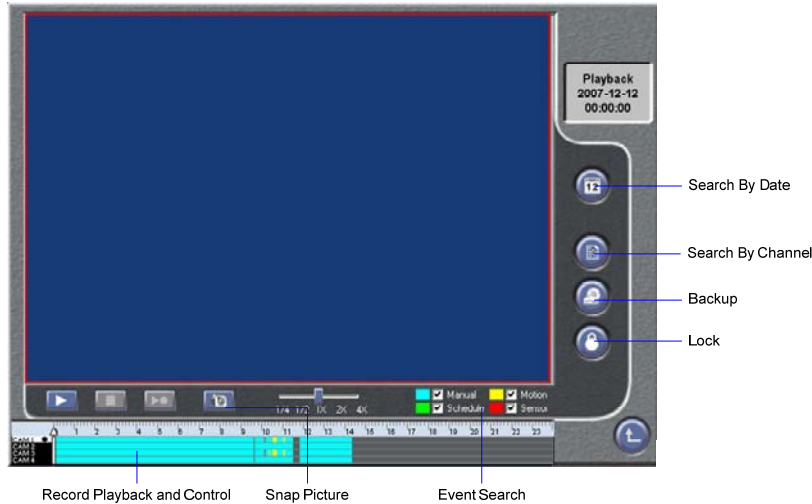 Playback
2007-12-12
00:00:00
12
Search By Date
Search By Channel
Backup
Lock
1/4 1/2 1X 2X 4X
Manual Motion
Schedule Sensor
1 2 3 4 5 6 7 8 9 10 11 12 13 14 15 16 17 18 19 20 21 22 23
CAM 1
CAM 2
CAM 3
CAM 4
Record Playback and Control Snap Picture Event Search